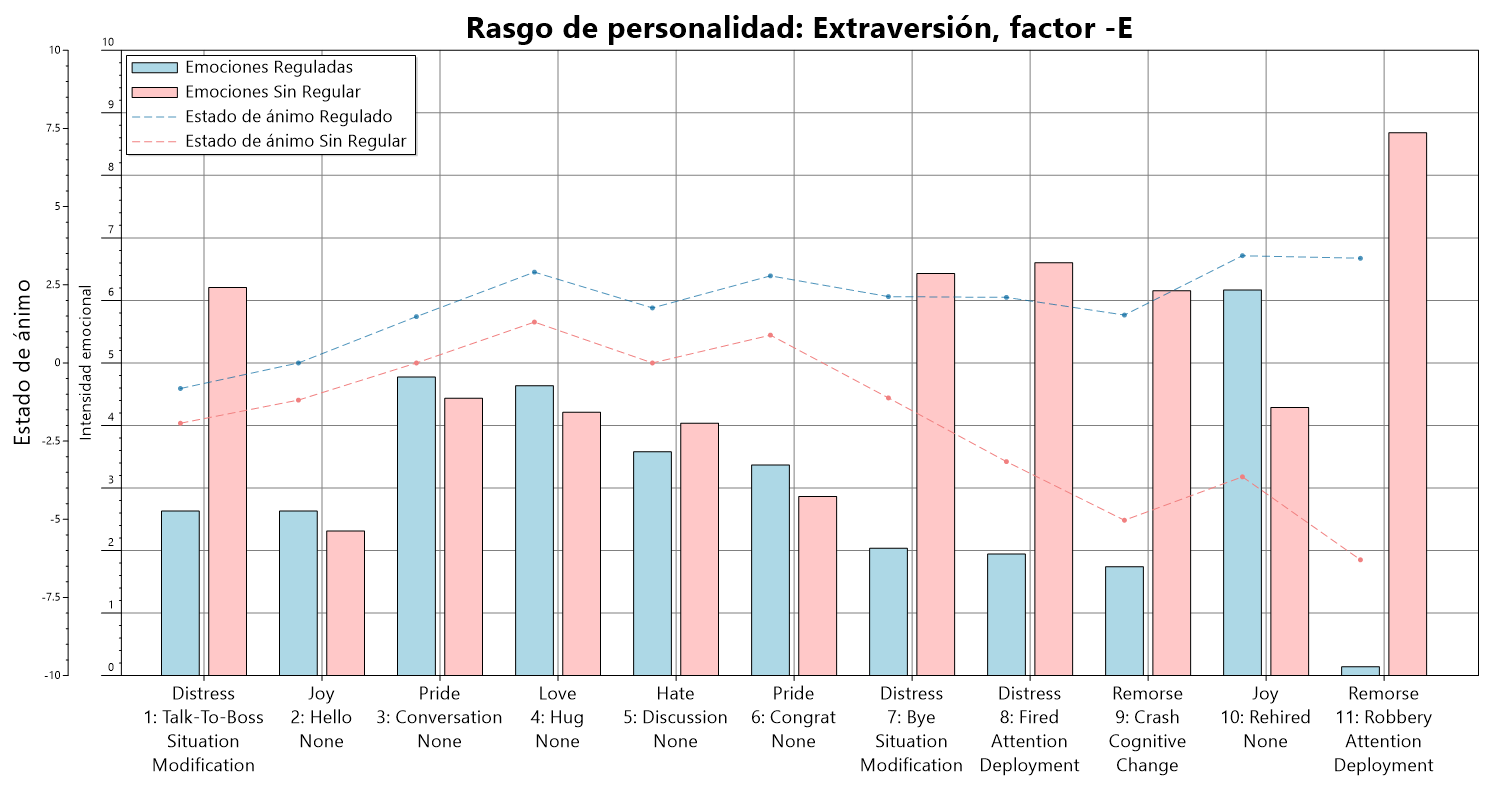 Rasgo de personalidad: Extraversión, factor -E
Emociones Reguladas
Emociones Sin Regular
Estado de ánimo Regulado
Estado de ánimo Sin Regular
Estado de ánimo
10
7.5
5
2.5
0
-2.5
-5
-7.5
-10
Intensidad emocional
10
9
8
7
6
5
4
3
2
1
0
Distress
1: Talk-To-Boss
Situation
Modification
Joy
2: Hello
None
Pride
3: Conversation
None
Love
4: Hug
None
Hate
5: Discussion
None
Pride
6: Congrat
None
Distress
7: Bye
Situation
Modification
Distress
8: Fired
Attention
Deployment
Remorse
9: Crash
Cognitive
Change
Joy
10: Rehired
None
Remorse
11: Robbery
Attention
Deployment